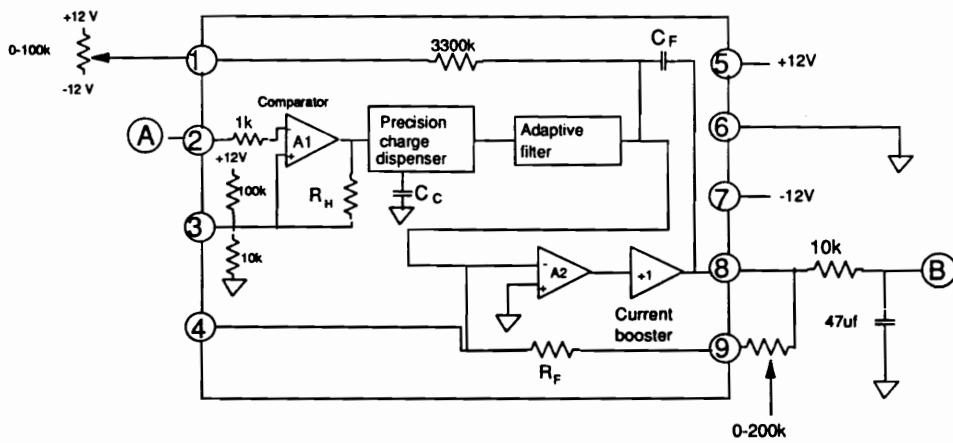 +12 V
0-100k
-12 V
1
3300k
C F
5
+12V
Comparator
A
2
1k
-
+
A1
Precision
charge
dispenser
Adaptive
filter
6
+12V
100k
R H
C C
7
-12V
3
10k
-
+
A2
+1
8
10k
B
4
Current
booster
47uf
R F
9
0-200k